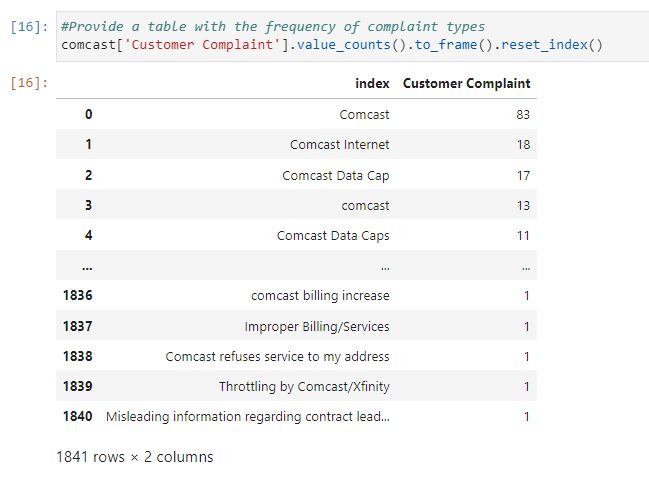 [16]: #Provide a table with the frequency of complaint types
comcast['Customer Complaint'].value_counts().to_frame().reset_index()
[16]: index Customer Complaint
0 Comcast 83
1 Comcast Internet 18
2 Comcast Data Cap 17
3 comcast 13
4 Comcast Data Caps 11
... ... ...
1836 comcast billing increase 1
1837 Improper Billing/Services 1
1838 Comcast refuses service to my address 1
1839 Throttling by Comcast/Xfinity 1
1840 Misleading information regarding contract lead... 1
1841 rows × 2 columns